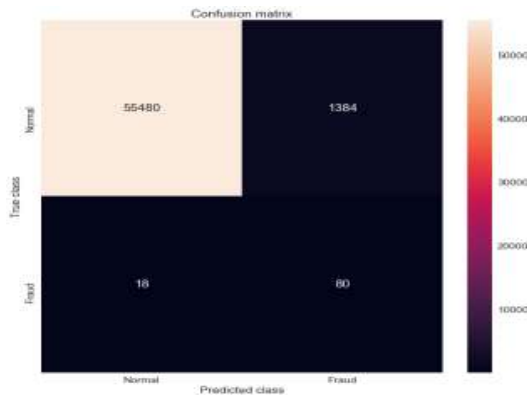 Confusion matrix
Normal
55480
1384
True class
Fraud
18
80
Normal
Fraud
Predicted class
50000
40000
30000
20000
10000